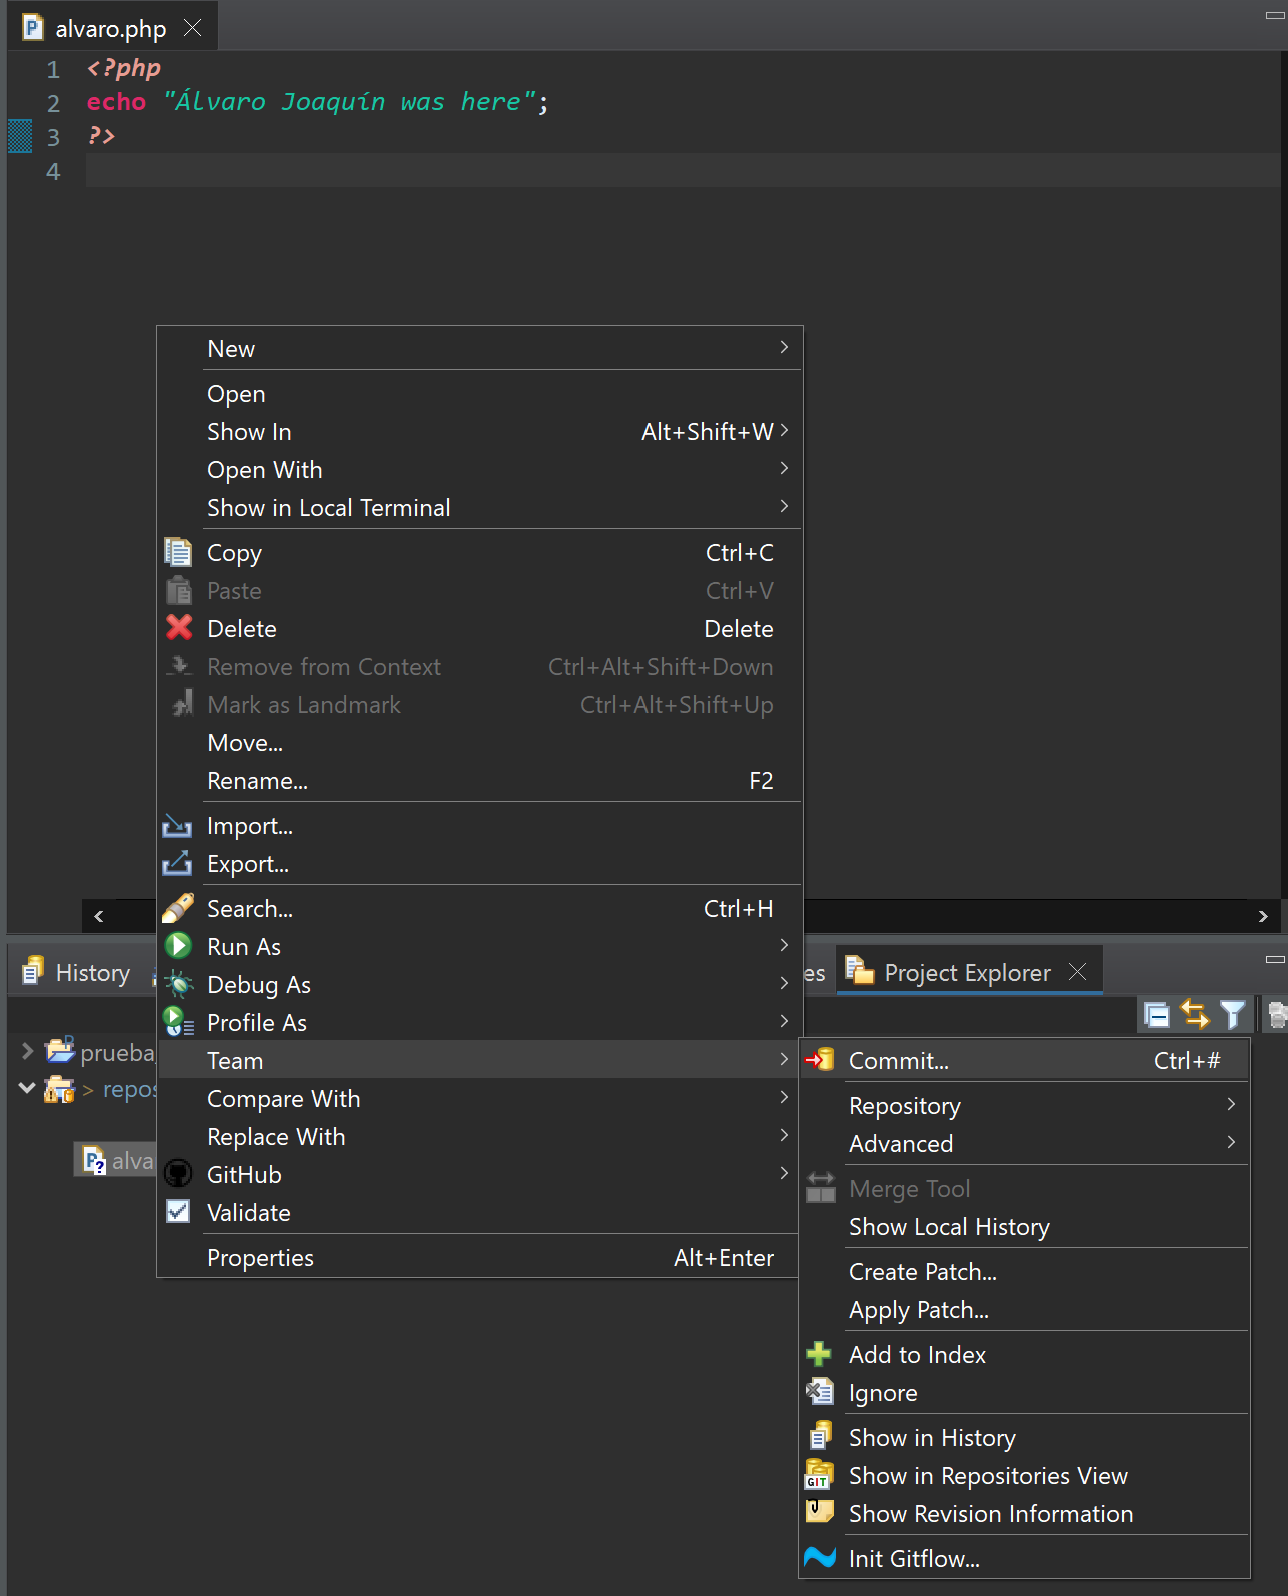 alvaro.php
1 <?php
2 echo "Álvaro Joaquín was here";
3 ?>
4
New
Open
Show In Alt+Shift+W
Open With
Show in Local Terminal
Copy Ctrl+C
Paste Ctrl+V
Delete Delete
Remove from Context Ctrl+Alt+Shift+Down
Mark as Landmark Ctrl+Alt+Shift+Up
Move...
Rename... F2
Import...
Export...
Search... Ctrl+H
Run As
Debug As
Profile As
Team
Compare With
Replace With
GitHub
Validate
Properties Alt+Enter
History
es
Project Explorer
prueba
> repos
alva
Commit... Ctrl+#
Repository
Advanced
Merge Tool
Show Local History
Create Patch...
Apply Patch...
Add to Index
Ignore
Show in History
GIT
Show in Repositories View
Show Revision Information
Init Gitflow...